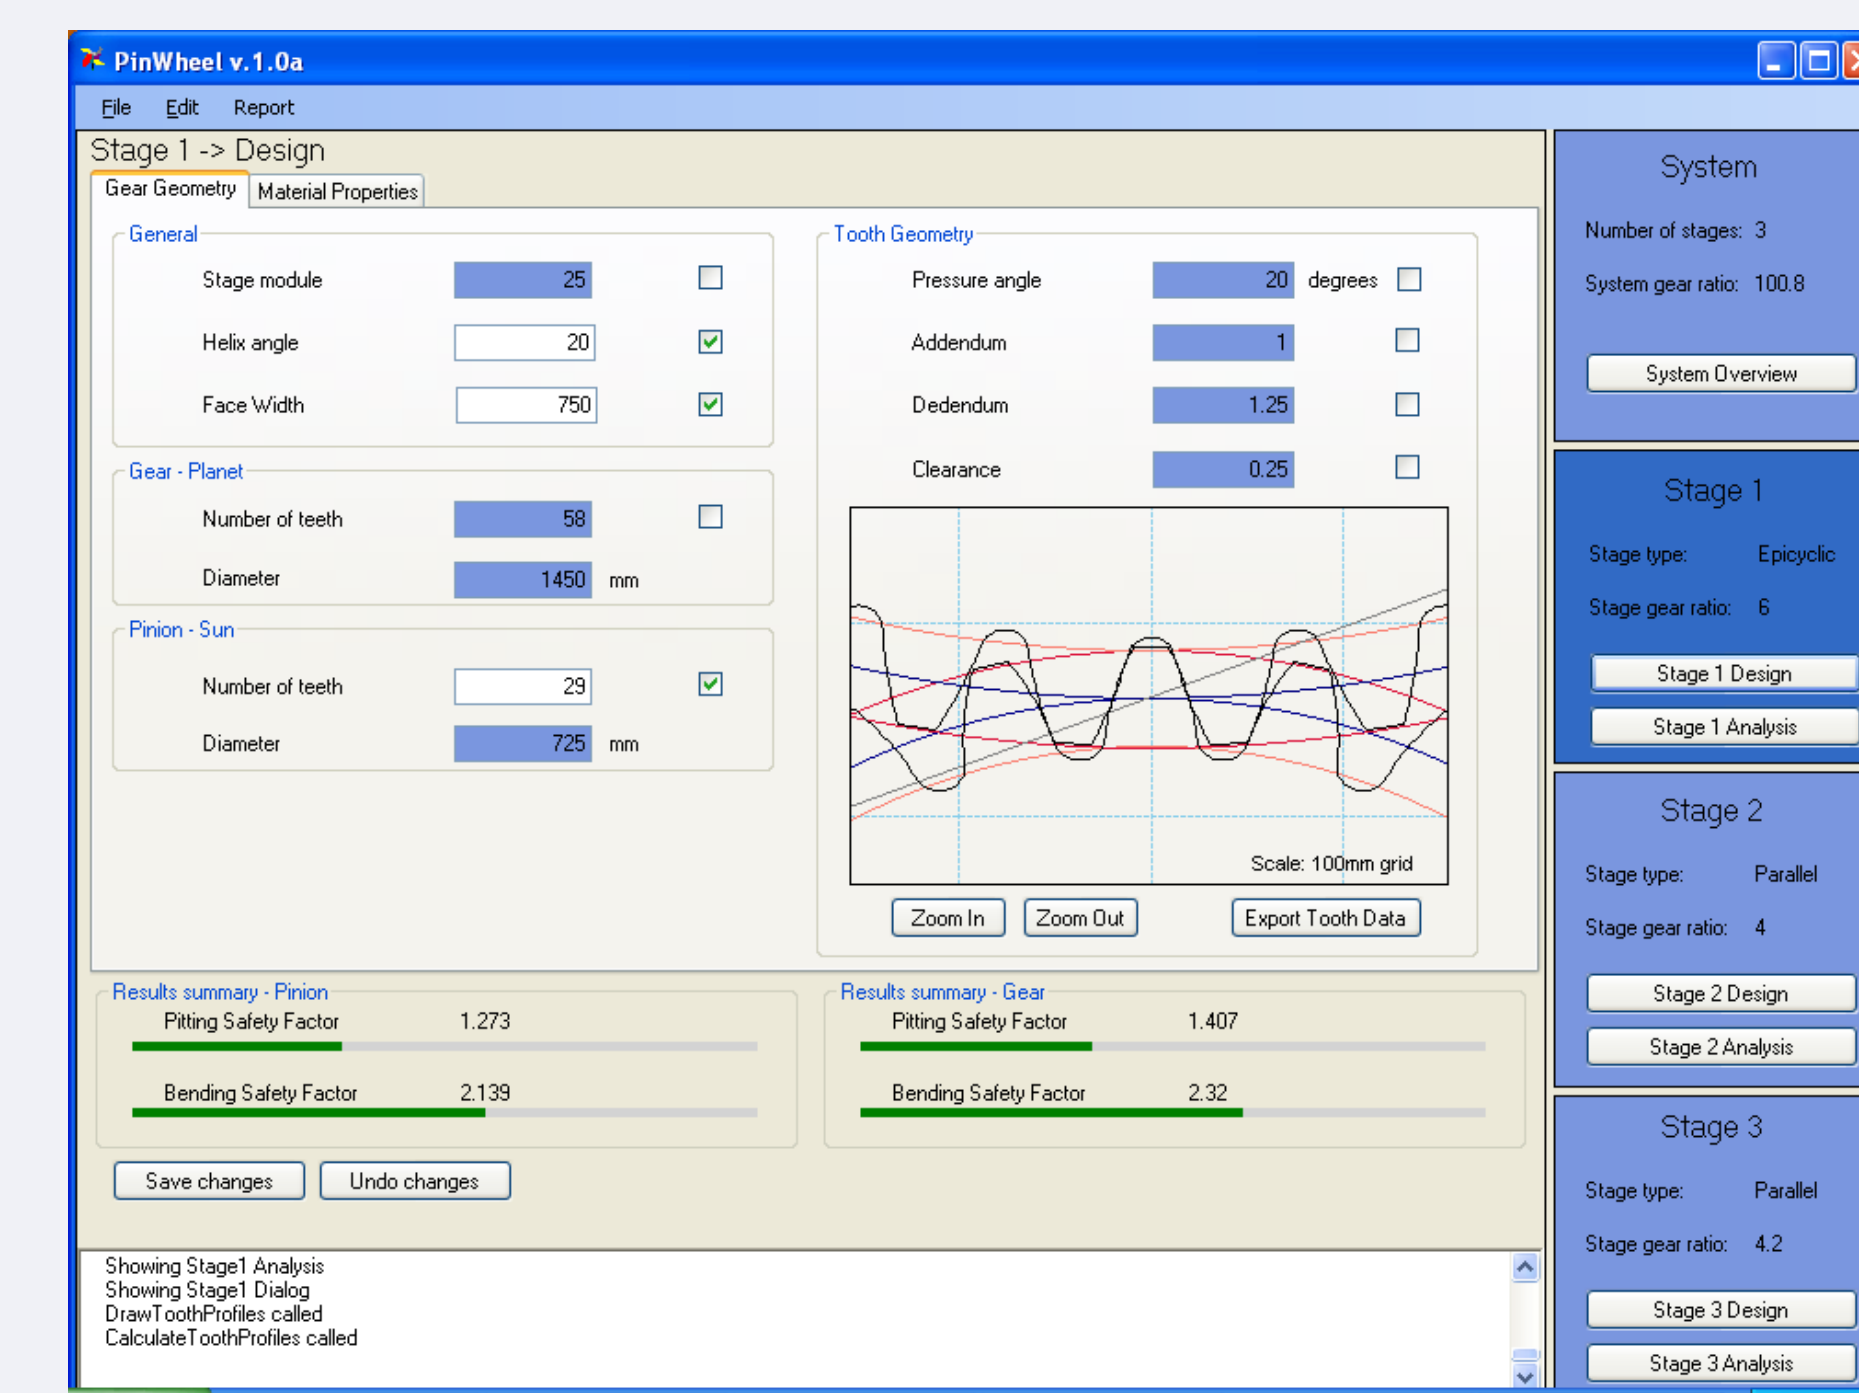 PinWheel v.1.0a
File Edit Report
Stage 1 -> Design
Gear Geometry Material Properties
General
Stage module 25
Helix angle 20
Face Width 750
Gear - Planet
Number of teeth 58
Diameter 1450 mm
Pinion - Sun
Number of teeth 29
Diameter 725 mm
Tooth Geometry
Pressure angle 20 degrees
Addendum 1
Dedendum 1.25
Clearance 0.25
Scale: 100mm grid
Zoom In Zoom Out Export Tooth Data
Results summary - Pinion
Pitting Safety Factor 1.273
Bending Safety Factor 2.139
Results summary - Gear
Pitting Safety Factor 1.407
Bending Safety Factor 2.32
Save changes Undo changes
Showing Stage1 Analysis
Showing Stage1 Dialog
DrawToothProfiles called
CalculateToothProfiles called
System
Number of stages: 3
System gear ratio: 100.8
System Overview
Stage 1
Stage type: Epicyclic
Stage gear ratio: 6
Stage 1 Design
Stage 1 Analysis
Stage 2
Stage type: Parallel
Stage gear ratio: 4
Stage 2 Design
Stage 2 Analysis
Stage 3
Stage type: Parallel
Stage gear ratio: 4.2
Stage 3 Design
Stage 3 Analysis